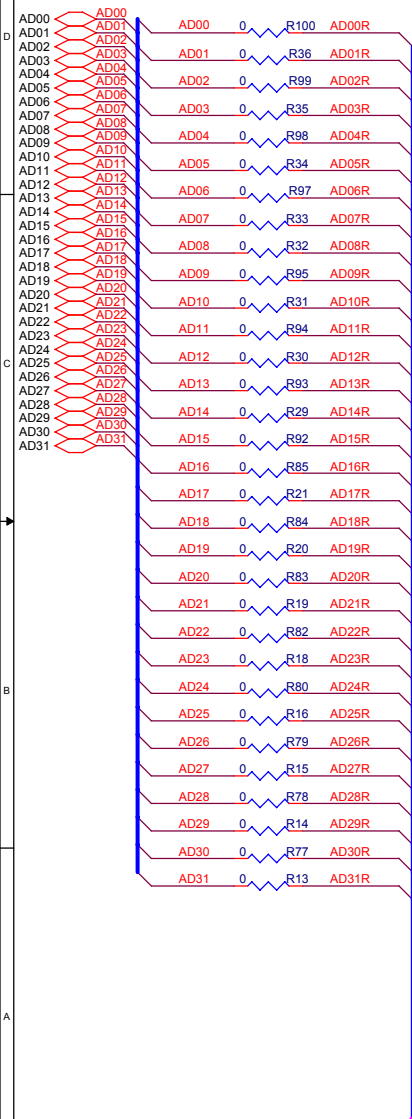 D
AD00 AD00
AD01 AD01
AD02 AD02
AD03 AD03
AD04 AD04
AD05 AD05
AD06 AD06
AD07 AD07
AD08 AD08
AD09 AD09
AD10 AD10
AD11 AD11
AD12 AD12
AD13 AD13
AD14 AD14
AD15 AD15
AD16 AD16
AD17 AD17
AD18 AD18
AD19 AD19
AD20 AD20
AD21 AD21
AD22 AD22
AD23 AD23
AD24 AD24
AD25 AD25
AD26 AD26
AD27 AD27
AD28 AD28
AD29 AD29
AD30 AD30
AD31 AD31
AD00 0 R100 AD00R
AD01 0 R36 AD01R
AD02 0 R99 AD02R
AD03 0 R35 AD03R
AD04 0 R98 AD04R
AD05 0 R34 AD05R
AD06 0 R97 AD06R
AD07 0 R33 AD07R
AD08 0 R32 AD08R
AD09 0 R95 AD09R
AD10 0 R31 AD10R
AD11 0 R94 AD11R
AD12 0 R30 AD12R
AD13 0 R93 AD13R
AD14 0 R29 AD14R
AD15 0 R92 AD15R
AD16 0 R85 AD16R
AD17 0 R21 AD17R
AD18 0 R84 AD18R
AD19 0 R20 AD19R
AD20 0 R83 AD20R
AD21 0 R19 AD21R
AD22 0 R82 AD22R
AD23 0 R18 AD23R
AD24 0 R80 AD24R
AD25 0 R16 AD25R
AD26 0 R79 AD26R
AD27 0 R15 AD27R
AD28 0 R78 AD28R
AD29 0 R14 AD29R
AD30 0 R77 AD30R
AD31 0 R13 AD31R
C
B
A